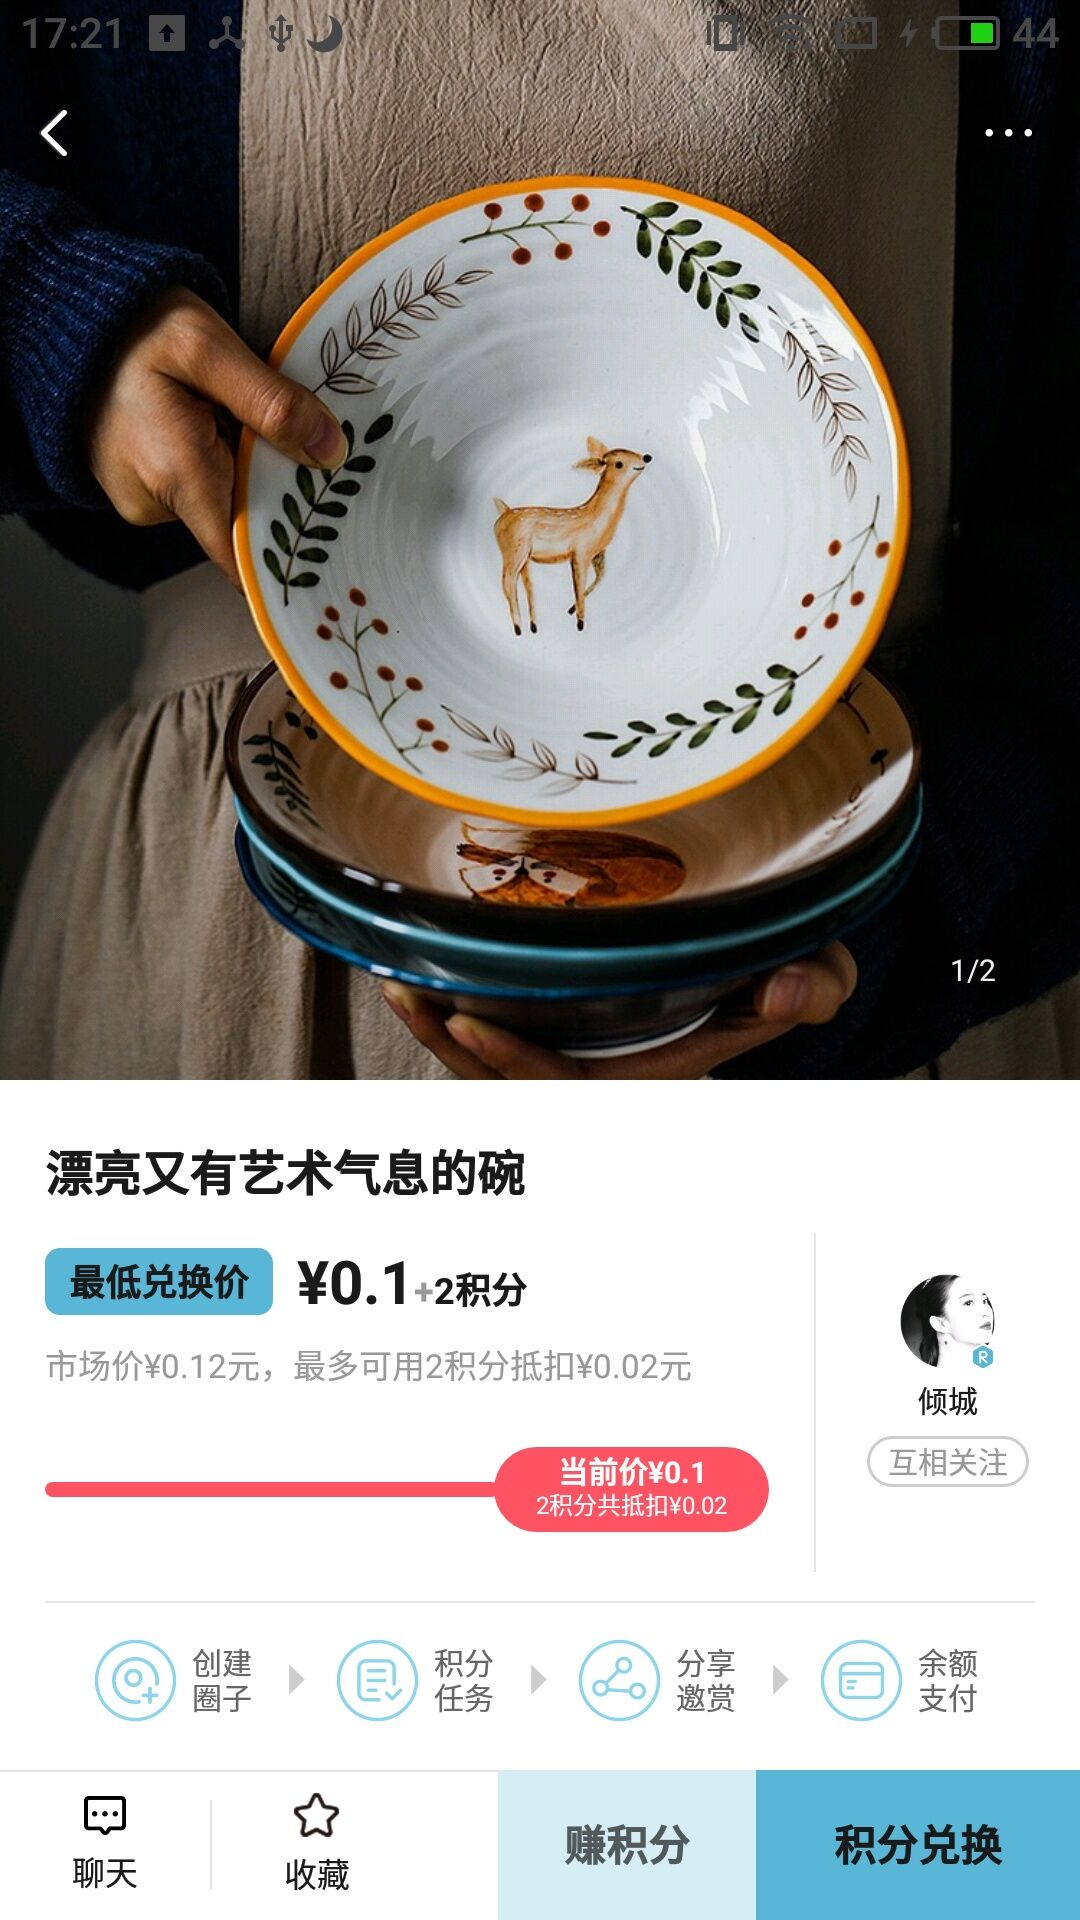 17:21
44
1/2
漂亮又有艺术气息的碗
最低兑换价 ¥0.1+2积分
市场价¥0.12元，最多可用2积分抵扣¥0.02元
R
倾城
互相关注
当前价¥0.1
2积分共抵扣¥0.02
创建
圈子
积分
任务
分享
邀赏
余额
支付
聊天
收藏
赚积分
积分兑换